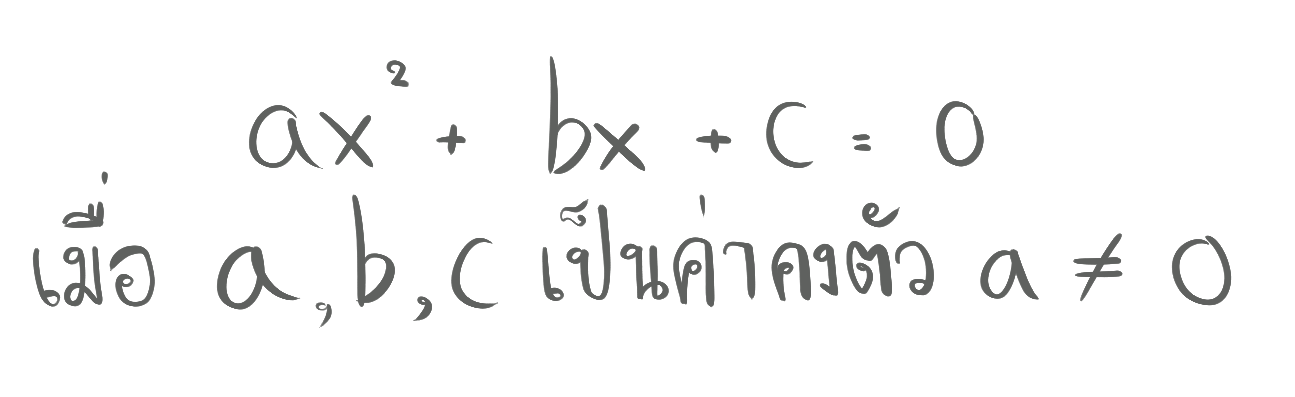 ax² + bx + c = 0
เมื่อ a, b, c เป็นค่าคงตัว a ≠ 0